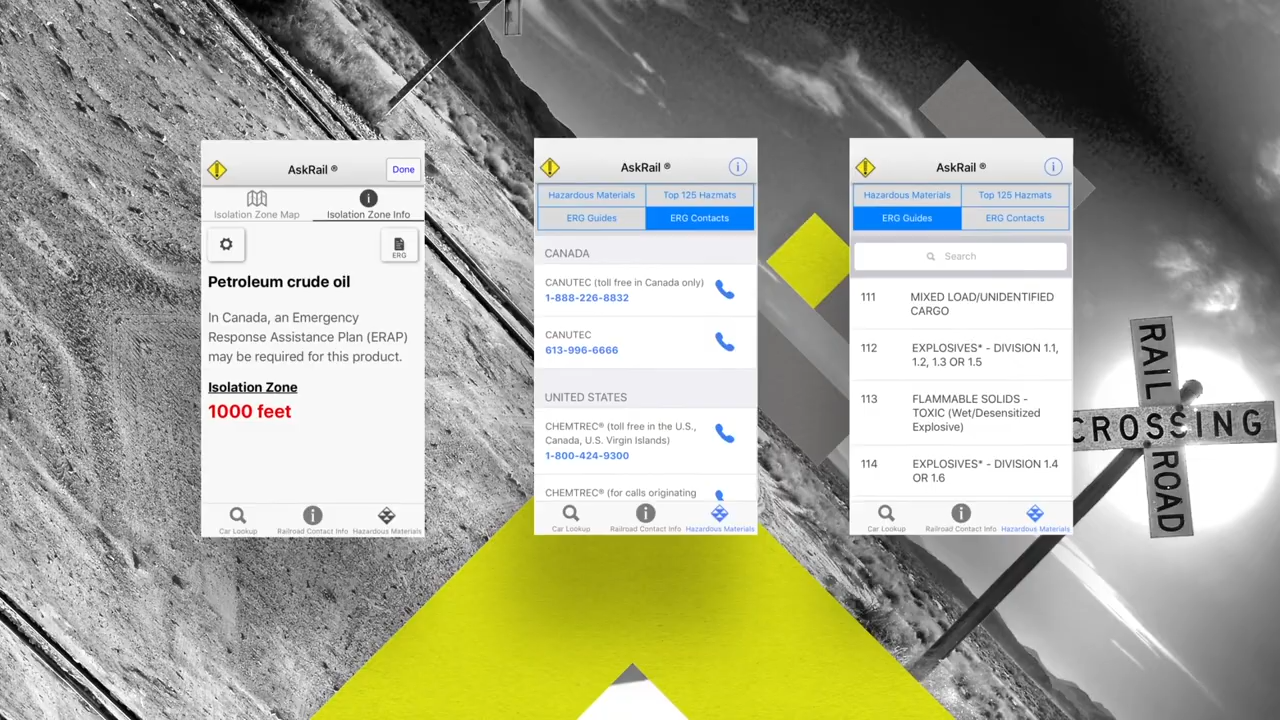 AskRail ®
Done
Isolation Zone Map
Isolation Zone Info
ERG
Petroleum crude oil
In Canada, an Emergency
Response Assistance Plan (ERAP)
may be required for this product.
Isolation Zone
1000 feet
Car Lookup
Railroad Contact Info
Hazardous Materials
AskRail ®
Hazardous Materials
Top 125 Hazmats
ERG Guides
ERG Contacts
CANADA
CANUTEC (toll free in Canada only)
1-888-226-8832
CANUTEC
613-996-6666
UNITED STATES
CHEMTREC® (toll free in the U.S.,
Canada, U.S. Virgin Islands)
1-800-424-9300
CHEMTREC® (for calls originating
Car Lookup
Railroad Contact Info
Hazardous Materials
AskRail ®
Hazardous Materials
Top 125 Hazmats
ERG Guides
ERG Contacts
Search
111 MIXED LOAD/UNIDENTIFIED
CARGO
112 EXPLOSIVES* - DIVISION 1.1,
1.2, 1.3 OR 1.5
113 FLAMMABLE SOLIDS -
TOXIC (Wet/Desensitized
Explosive)
114 EXPLOSIVES* - DIVISION 1.4
OR 1.6
Car Lookup
Railroad Contact Info
Hazardous Materials
RAIL
CROSSING
ROAD